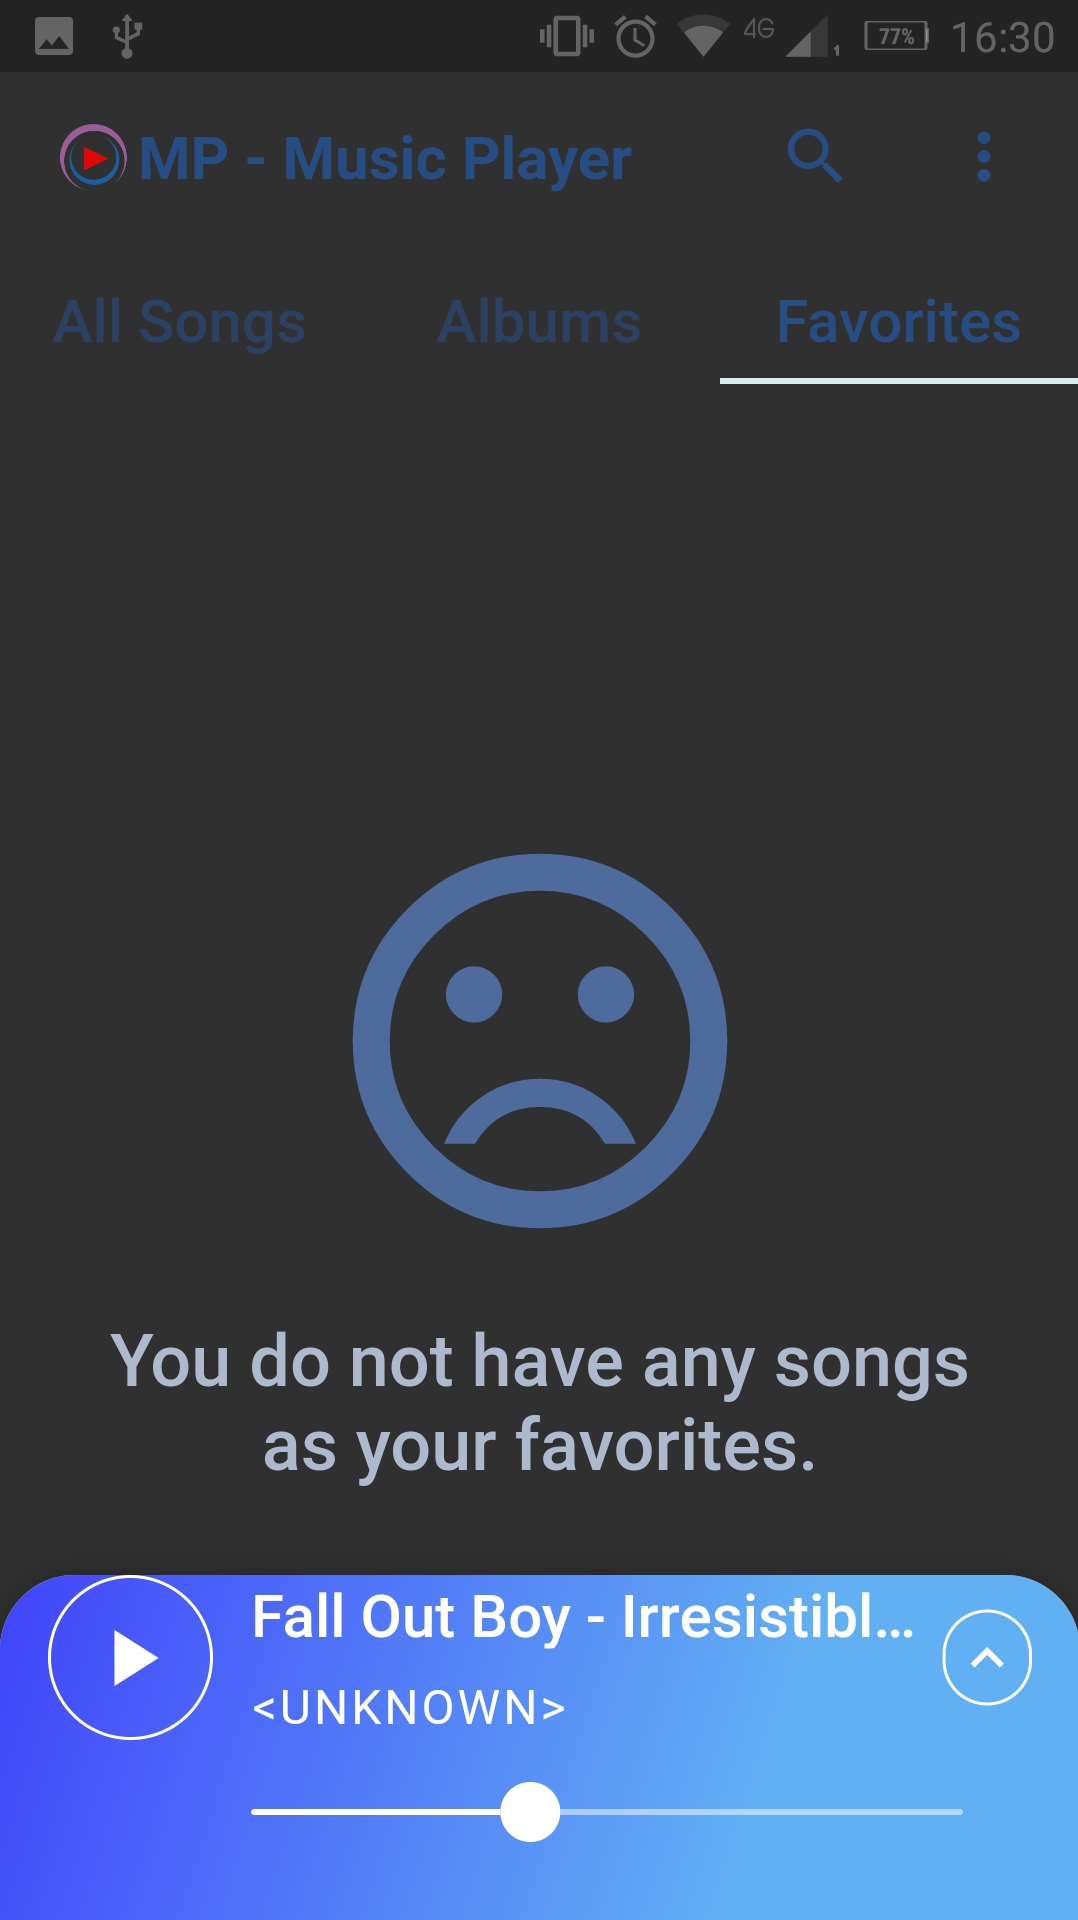 4G 1 77% 16:30
MP - Music Player
All Songs Albums Favorites
You do not have any songs
as your favorites.
Fall Out Boy - Irresistibl...
<UNKNOWN>